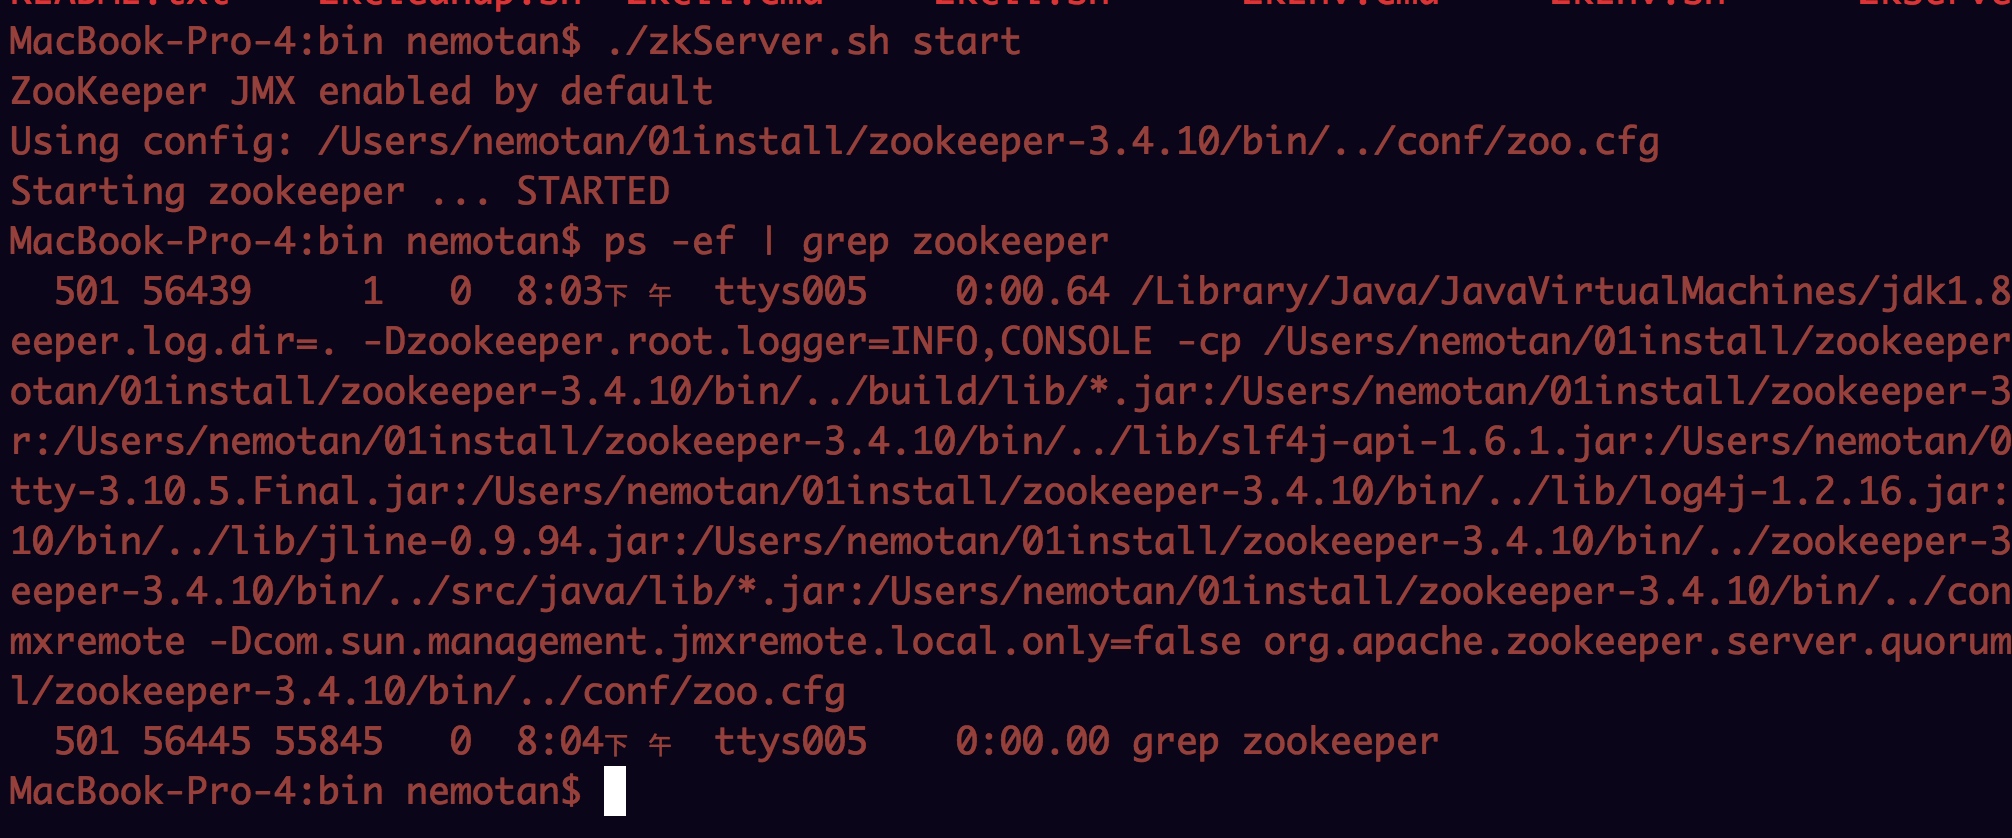 MacBook-Pro-4:bin nemotan$ ./zkServer.sh start
ZooKeeper JMX enabled by default
Using config: /Users/nemotan/01install/zookeeper-3.4.10/bin/../conf/zoo.cfg
Starting zookeeper ... STARTED
MacBook-Pro-4:bin nemotan$ ps -ef | grep zookeeper
501 56439 1 0 8:03下午 ttys005 0:00.64 /Library/Java/JavaVirtualMachines/jdk1.8
eeper.log.dir=. -Dzookeeper.root.logger=INFO,CONSOLE -cp /Users/nemotan/01install/zookeeper
otan/01install/zookeeper-3.4.10/bin/../build/lib/*.jar:/Users/nemotan/01install/zookeeper-3
r:/Users/nemotan/01install/zookeeper-3.4.10/bin/../lib/slf4j-api-1.6.1.jar:/Users/nemotan/0
tty-3.10.5.Final.jar:/Users/nemotan/01install/zookeeper-3.4.10/bin/../lib/log4j-1.2.16.jar:
10/bin/../lib/jline-0.9.94.jar:/Users/nemotan/01install/zookeeper-3.4.10/bin/../zookeeper-3
eeper-3.4.10/bin/../src/java/lib/*.jar:/Users/nemotan/01install/zookeeper-3.4.10/bin/../con
mxremote -Dcom.sun.management.jmxremote.local.only=false org.apache.zookeeper.server.quorum
l/zookeeper-3.4.10/bin/../conf/zoo.cfg
501 56445 55845 0 8:04下午 ttys005 0:00.00 grep zookeeper
MacBook-Pro-4:bin nemotan$